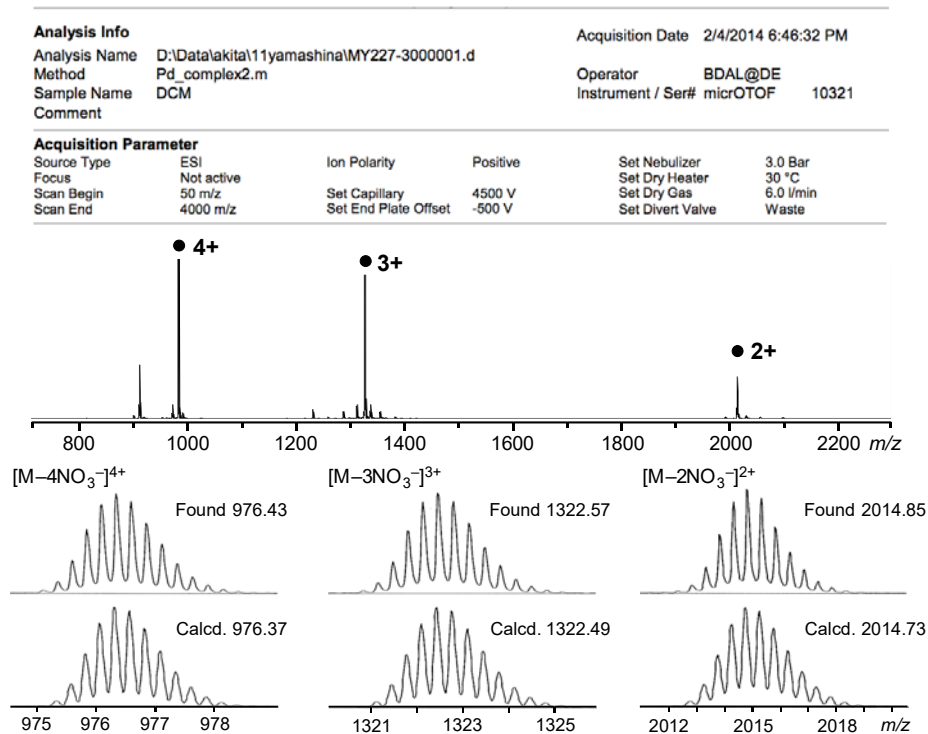 Analysis Info
Acquisition Date 2/4/2014 6:46:32 PM
Analysis Name D:\Data\akita\11yamashina\MY227-3000001.d
Method Pd_complex2.m Operator BDAL@DE
Sample Name DCM Instrument / Ser# micrOTOF 10321
Comment
Acquisition Parameter
Source Type ESI Ion Polarity Positive Set Nebulizer 3.0 Bar
Focus Not active Set Dry Heater 30 °C
Scan Begin 50 m/z Set Capillary 4500 V Set Dry Gas 6.0 l/min
Scan End 4000 m/z Set End Plate Offset -500 V Set Divert Valve Waste
● 4+
● 3+
● 2+
800 1000 1200 1400 1600 1800 2000 2200 m/z
[M–4NO₃⁻]⁴⁺ [M–3NO₃⁻]³⁺ [M–2NO₃⁻]²⁺
Found 976.43 Found 1322.57 Found 2014.85
Calcd. 976.37 Calcd. 1322.49 Calcd. 2014.73
975 976 977 978 1321 1323 1325 2012 2015 2018 m/z